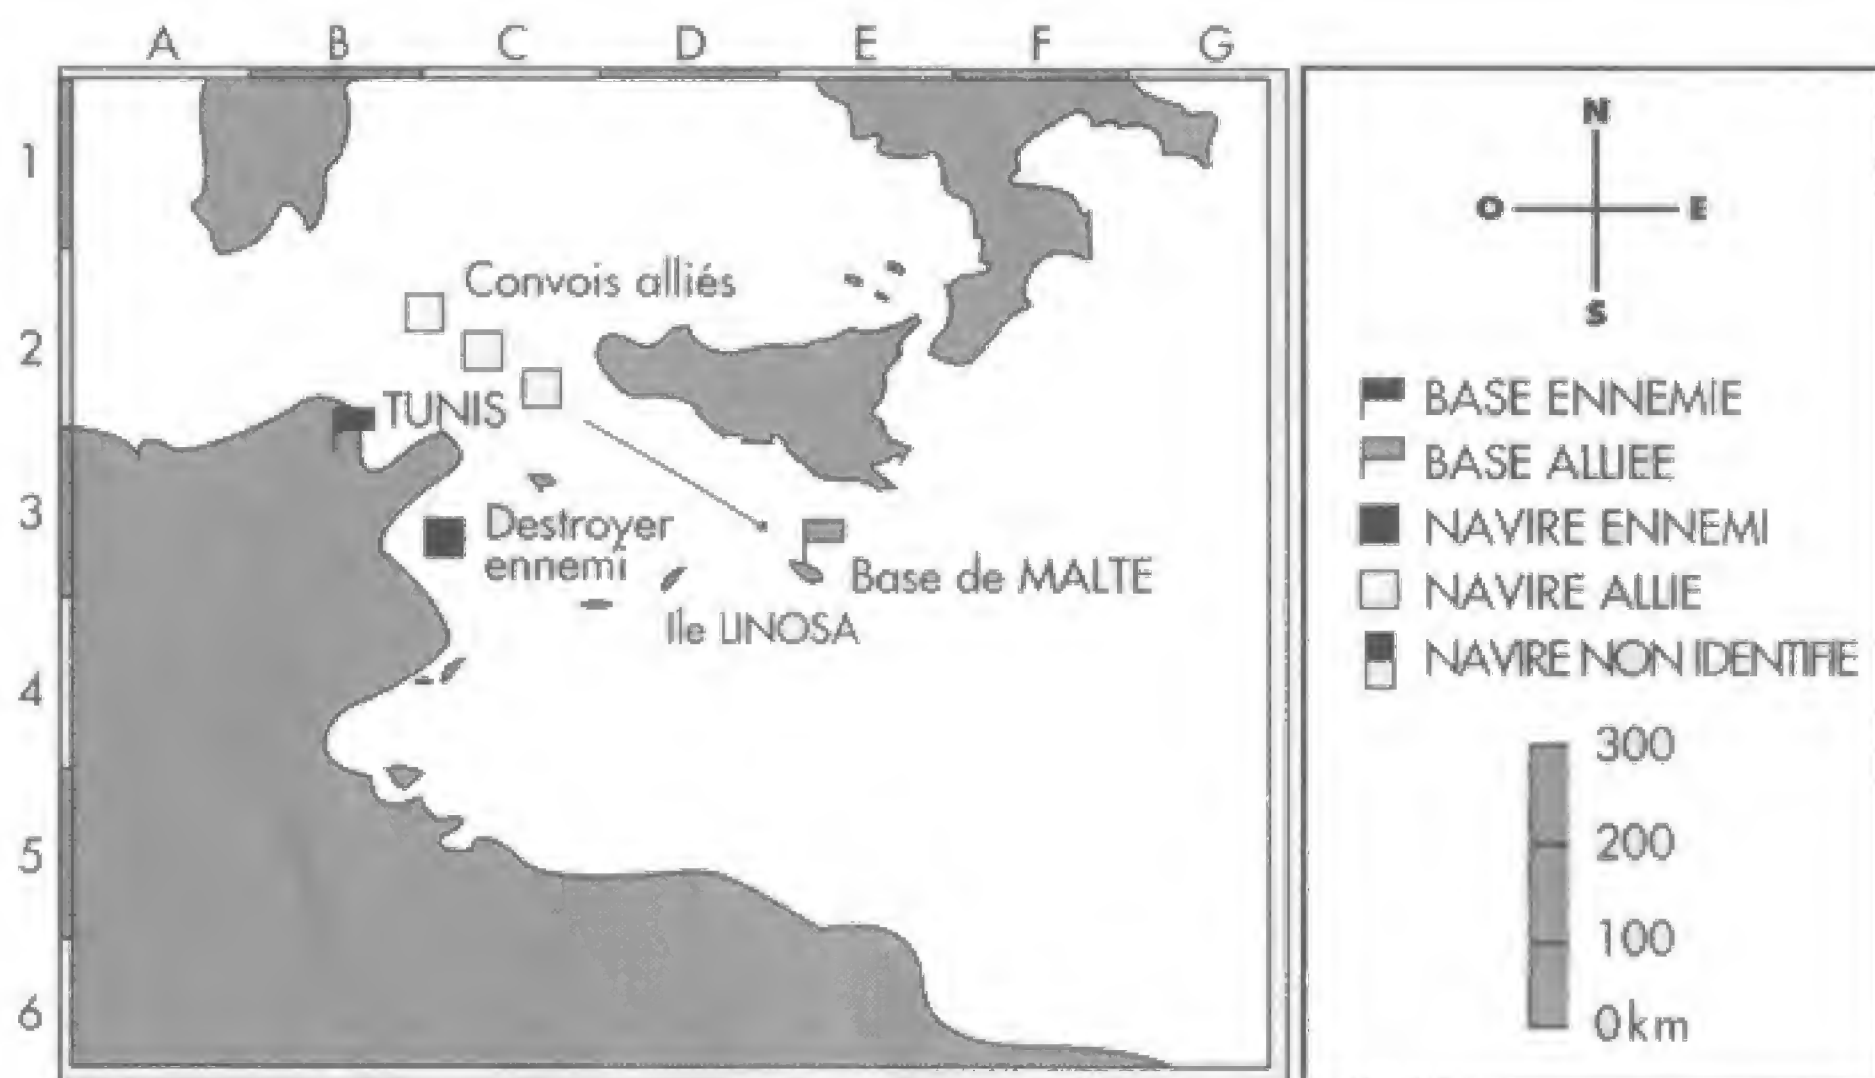 A B C D E F G
1
2
3
4
5
6
Convois alliés
TUNIS
Destroyer
ennemi
Base de MALTE
Ile LINOSA
N
O E
S
BASE ENNEMIE
BASE ALLIEE
NAVIRE ENNEMI
NAVIRE ALLIE
NAVIRE NON IDENTIFIE
300
200
100
0km